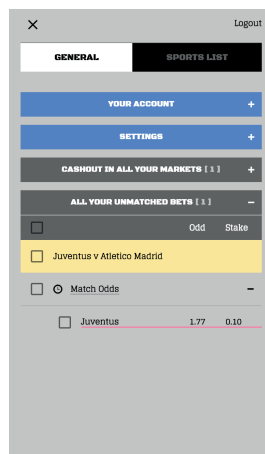 × Logout
GENERAL SPORTS LIST
YOUR ACCOUNT +
SETTINGS +
CASHOUT IN ALL YOUR MARKETS [ 1 ] +
ALL YOUR UNMATCHED BETS [ 1 ] −
Odd Stake
Juventus v Atletico Madrid
Match Odds −
Juventus 1.77 0.10